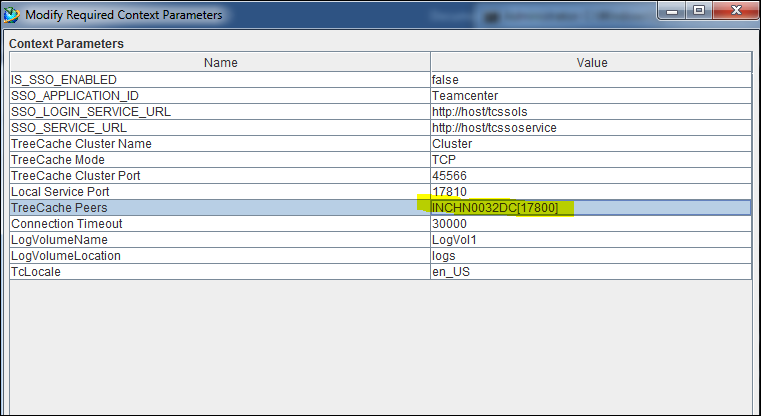 Modify Required Context Parameters
Context Parameters
Name Value
IS_SSO_ENABLED false
SSO_APPLICATION_ID Teamcenter
SSO_LOGIN_SERVICE_URL http://host/tcssols
SSO_SERVICE_URL http://host/tcssoservice
TreeCache Cluster Name Cluster
TreeCache Mode TCP
TreeCache Cluster Port 45566
Local Service Port 17810
TreeCache Peers INCHN0032DC[17800]
Connection Timeout 30000
LogVolumeName LogVol1
LogVolumeLocation logs
TcLocale en_US